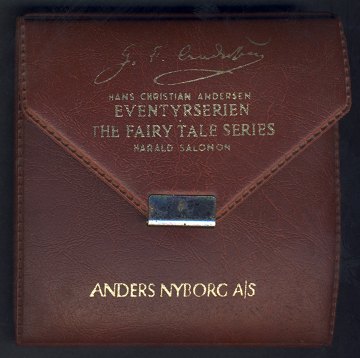 HANS CHRISTIAN ANDERSEN
EVENTYRSERIEN
THE FAIRY TALE SERIES
HARALD SALOMON
ANDERS NYBORG A/S